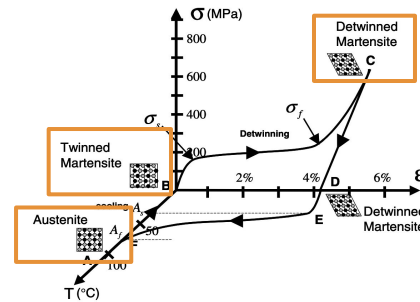 σ (MPa)
Detwinned
Martensite
C
800
600
400
200
σs
σf
Detwinning
Twinned
Martensite
B
2%
4%
6%
ε
D
E
Detwinned
Martensite
cooling
As
Af
50
Austenite
A
F
100
T (°C)